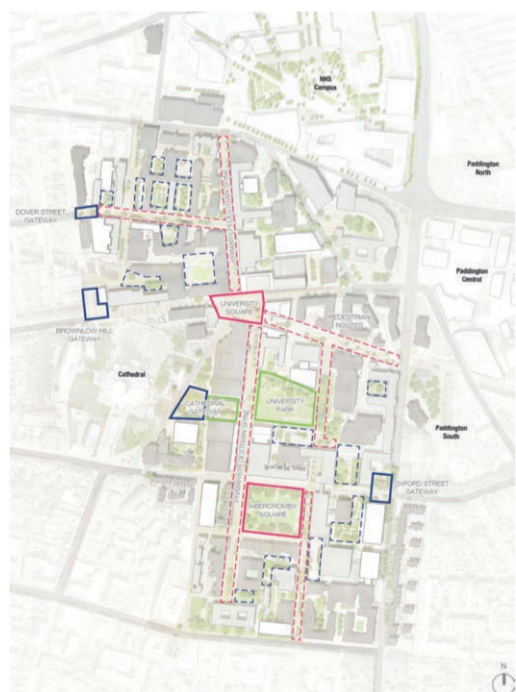 NHS
Campus
Paddington
North
DOVER STREET
GATEWAY
Paddington
Central
UNIVERSITY
SQUARE
PEDESTRIAN
ROUTES
BROWNLOW HILL
GATEWAY
Cathedral
CATHEDRAL
GATEWAY
UNIVERSITY
PARK
Paddington
South
OXFORD STREET
GATEWAY
ABERCROMBY
SQUARE
N